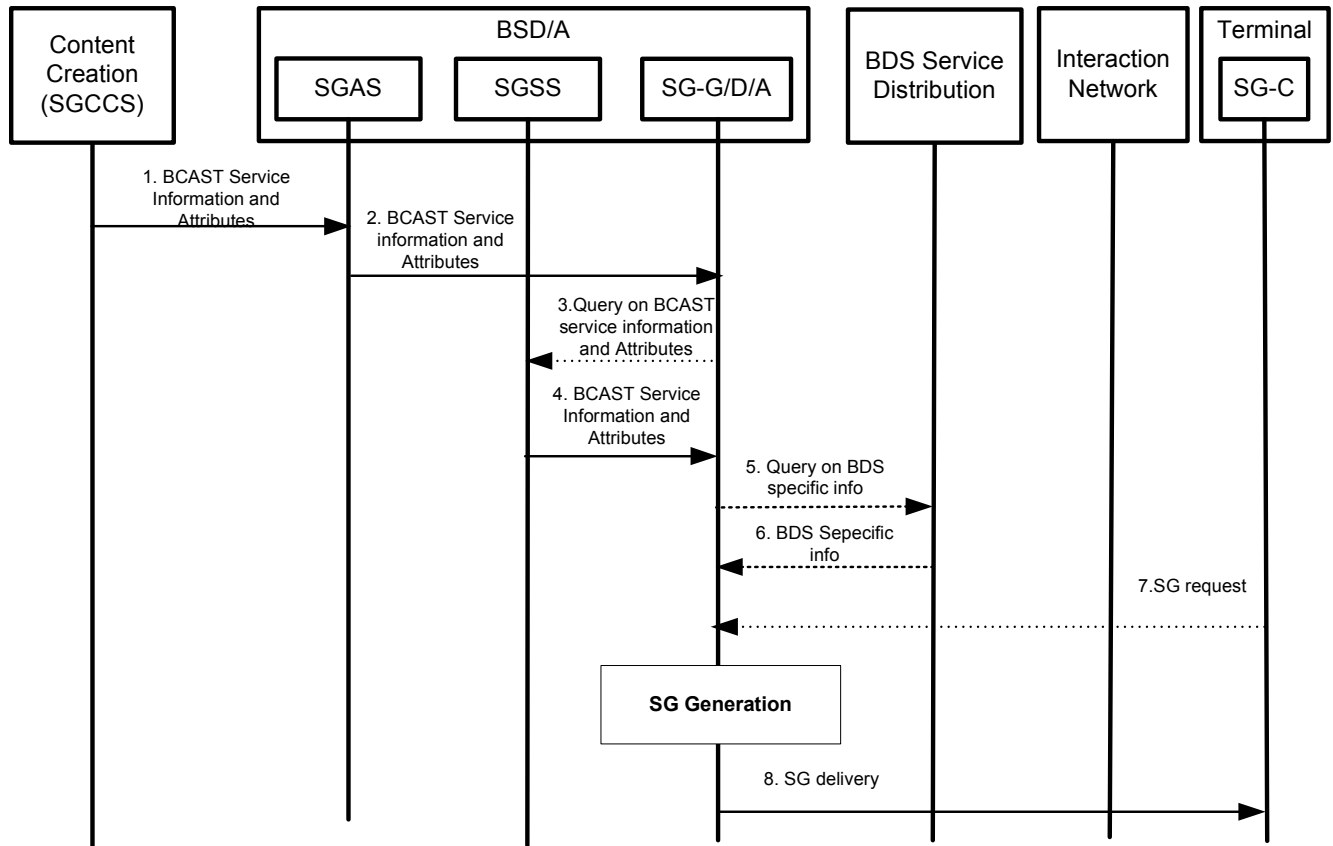 Content
Creation
(SGCCS)
BSD/A
SGAS
SGSS
SG-G/D/A
BDS Service
Distribution
Interaction
Network
Terminal
SG-C
1. BCAST Service
Information and
Attributes
2. BCAST Service
information and
Attributes
3.Query on BCAST
service information
and Attributes
4. BCAST Service
Information and
Attributes
5. Query on BDS
specific info
6. BDS Sepecific
info
7.SG request
SG Generation
8. SG delivery